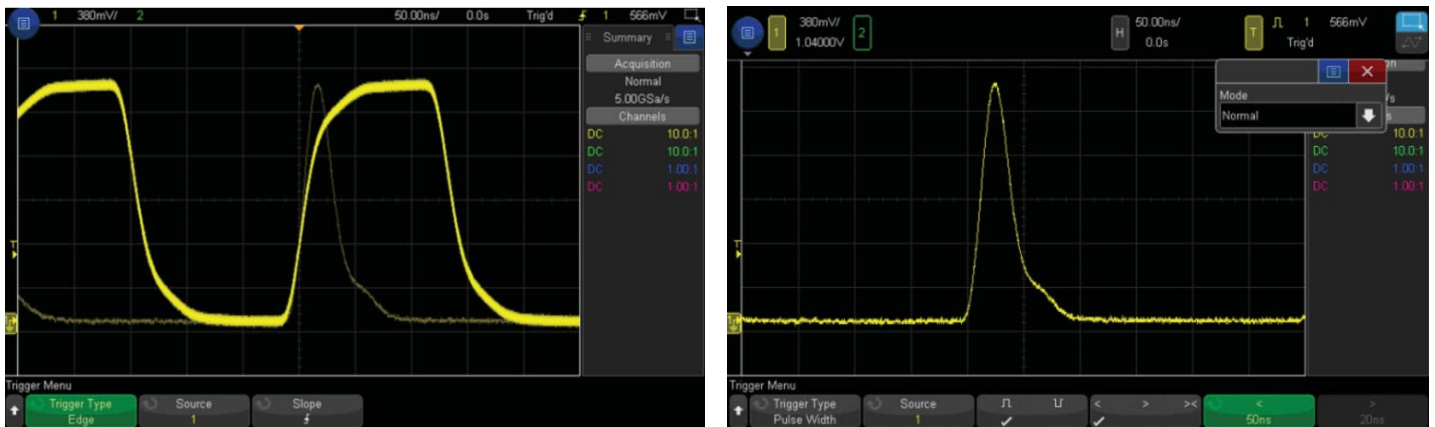 1 380mV/ 2 50.00ns/ 0.0s Trig'd 1 566mV
Summary
Acquisition
Normal
5.00GSa/s
Channels
DC 10.0:1
DC 10.0:1
DC 1.00:1
DC 1.00:1
T
Trigger Menu
Trigger Type Source Slope
Edge 1
1 380mV/ 2 H 50.00ns/ T 1 566mV
1.04000V 0.0s Trig'd
Mode
/s
Normal
DC 10.0:1
DC 10.0:1
DC 1.00:1
DC 1.00:1
T
Trigger Menu
Trigger Type Source < > >< <  >
Pulse Width 1 50ns 20ns